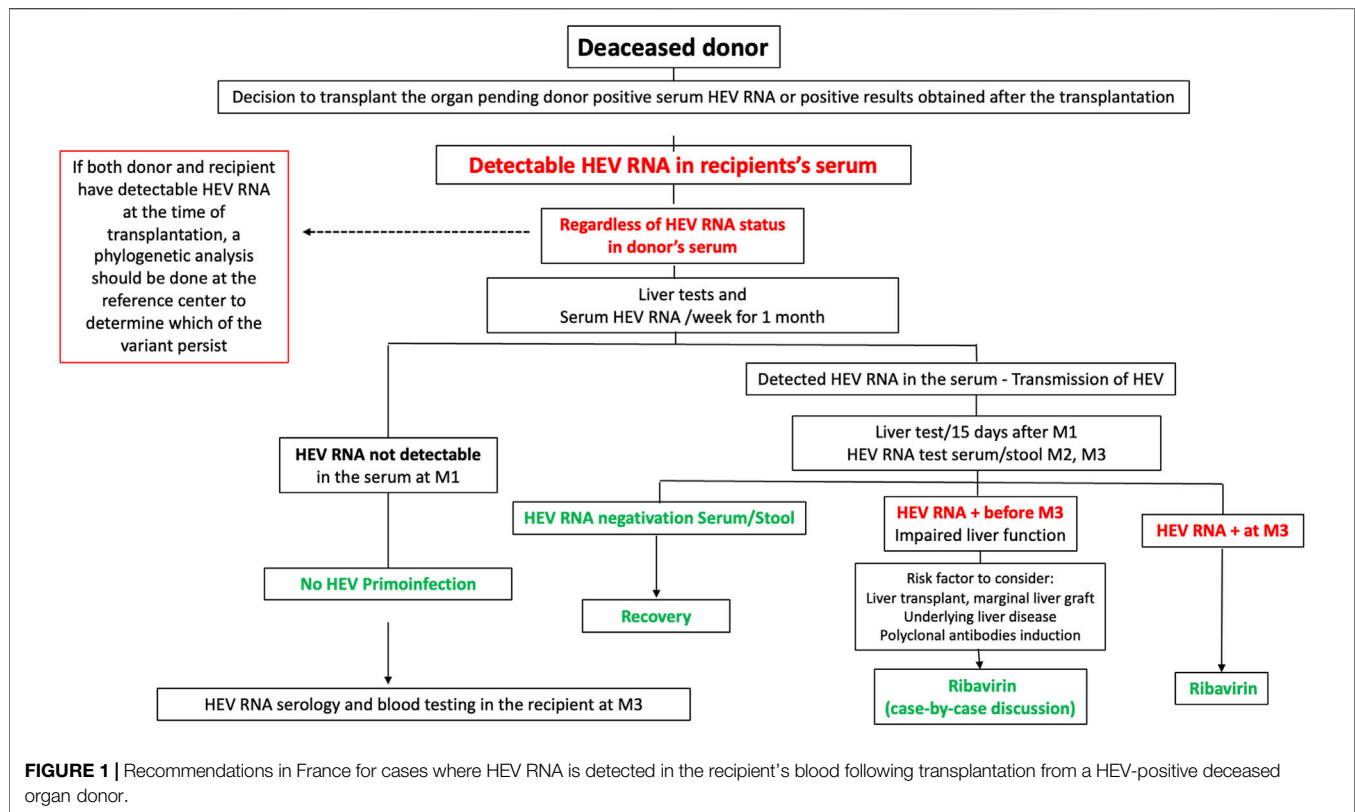 Deaceased donor
Decision to transplant the organ pending donor positive serum HEV RNA or positive results obtained after the transplantation
Detectable HEV RNA in recipients's serum
If both donor and recipient
have detectable HEV RNA
at the time of
transplantation, a
phylogenetic analysis
should be done at the
reference center to
determine which of the
variant persist
Regardless of HEV RNA status
in donor's serum
Liver tests and
Serum HEV RNA /week for 1 month
Detected HEV RNA in the serum - Transmission of HEV
Liver test/15 days after M1
HEV RNA test serum/stool M2, M3
HEV RNA not detectable
in the serum at M1
HEV RNA negativation Serum/Stool
HEV RNA + before M3
Impaired liver function
HEV RNA + at M3
No HEV Primoinfection
Recovery
Risk factor to consider:
Liver transplant, marginal liver graft
Underlying liver disease
Polyclonal antibodies induction
HEV RNA serology and blood testing in the recipient at M3
Ribavirin
(case-by-case discussion)
Ribavirin
FIGURE 1 | Recommendations in France for cases where HEV RNA is detected in the recipient's blood following transplantation from a HEV-positive deceased
organ donor.